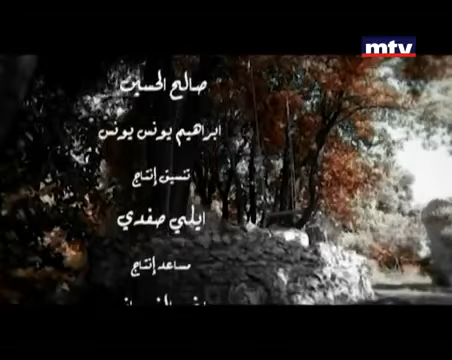 mtv
صالح الحسين
ابراهيم يونس يونس
تنسيق إنتاج
ايلي صفدي
مساعد إنتاج